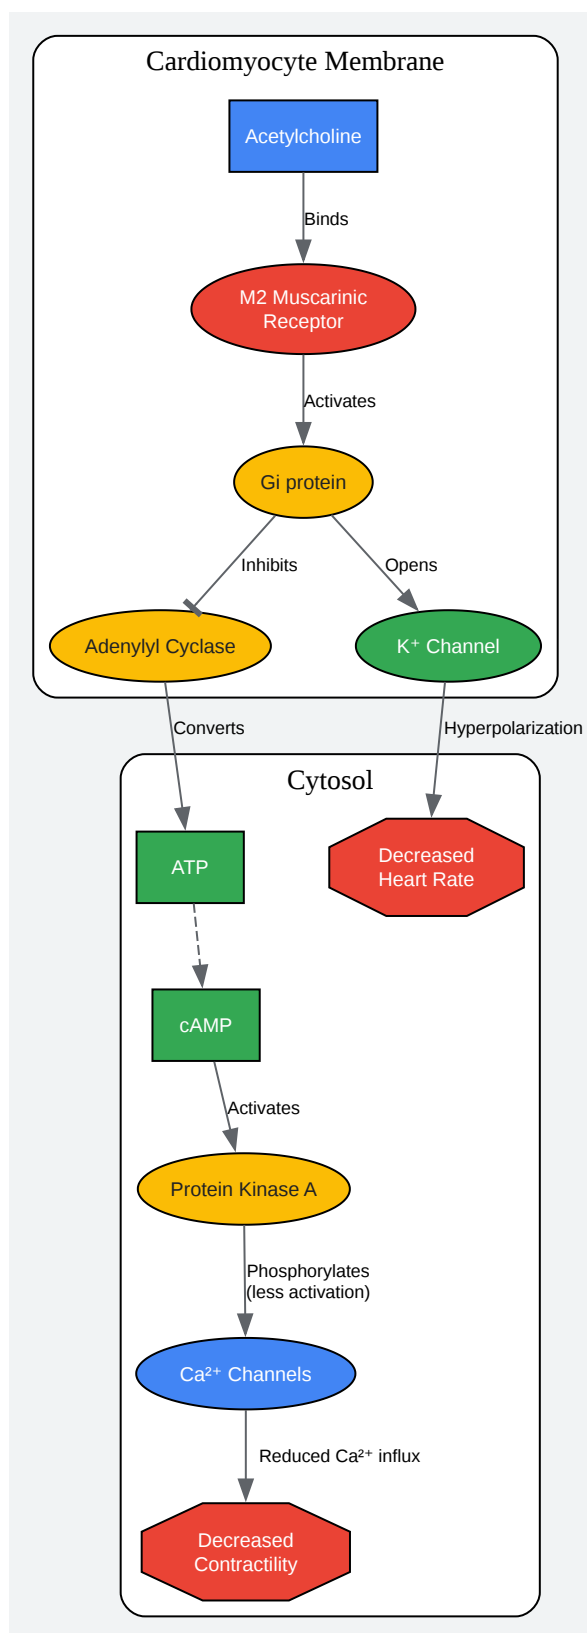 Cardiomyocyte Membrane
Acetylcholine
Binds
M2 Muscarinic
Receptor
Activates
Gi protein
Inhibits
Opens
Adenylyl Cyclase
K⁺ Channel
Converts
Hyperpolarization
Cytosol
ATP
Decreased
Heart Rate
cAMP
Activates
Protein Kinase A
Phosphorylates
(less activation)
Ca²⁺ Channels
Reduced Ca²⁺ influx
Decreased
Contractility